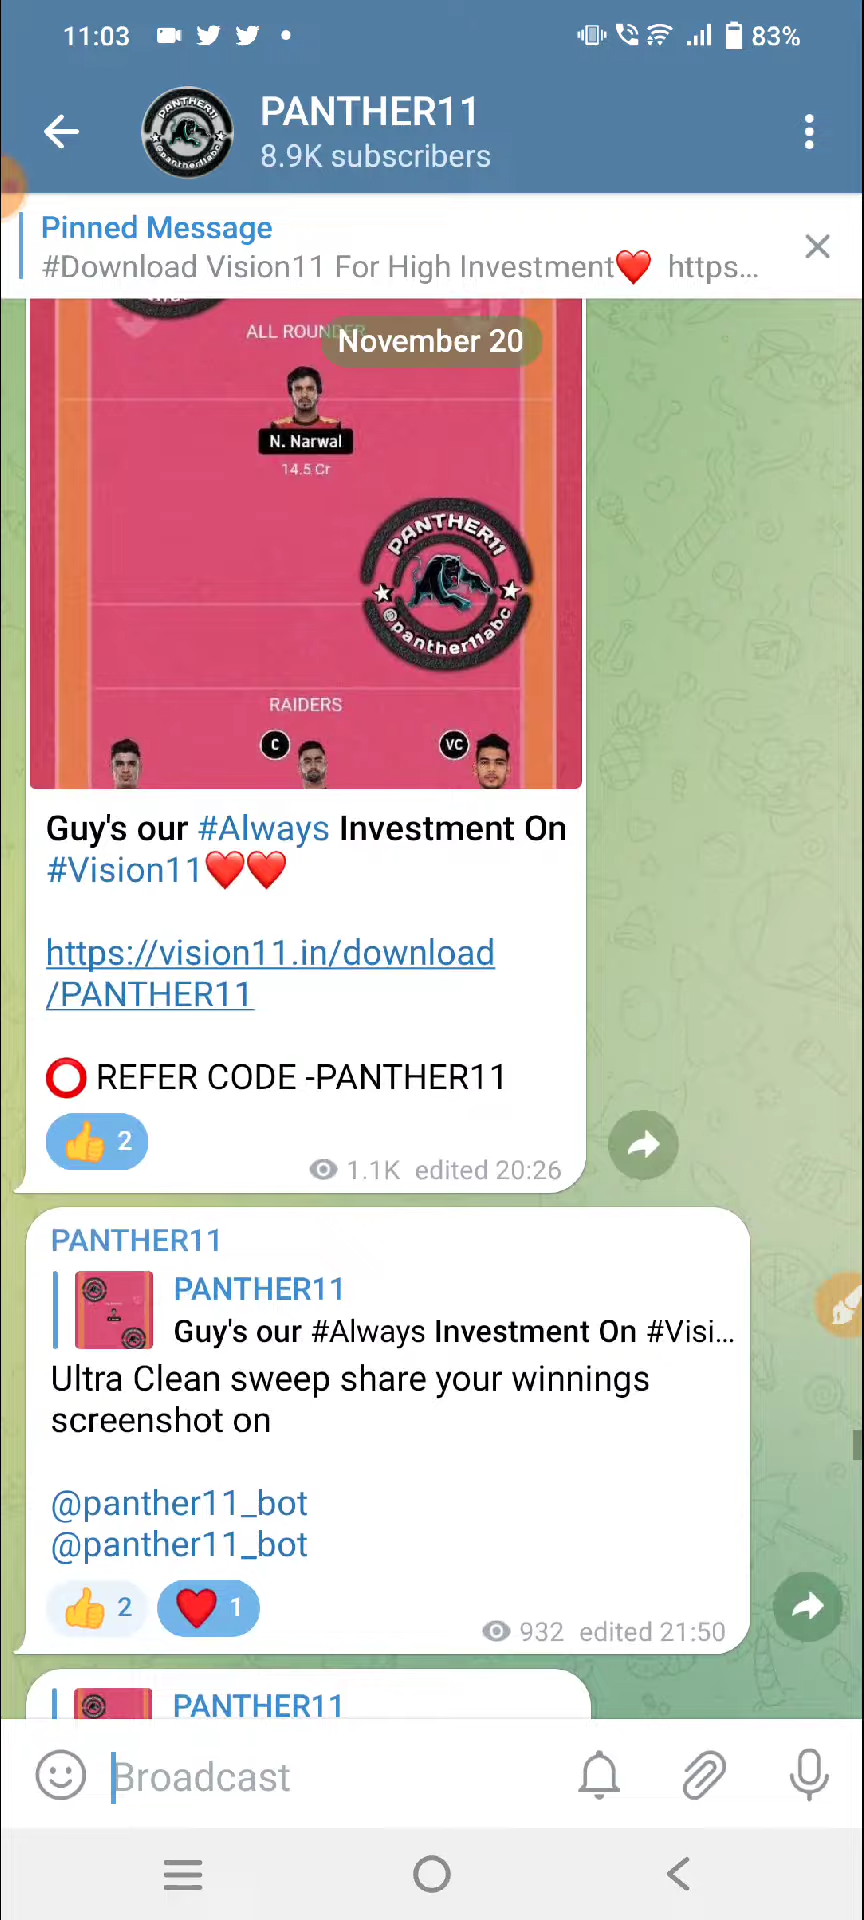 11:03
83%
PANTHER11
8.9K subscribers
Pinned Message
#Download Vision11 For High Investment❤️ https...
ALL ROUNDER
November 20
N. Narwal
14.5 Cr
PANTHER11
@panther11abc
RAIDERS
C
VC
Guy's our #Always Investment On
#Vision11❤️❤️
https://vision11.in/download
/PANTHER11
⭕ REFER CODE -PANTHER11
👍 2
1.1K edited 20:26
PANTHER11
PANTHER11
Guy's our #Always Investment On #Visi...
Ultra Clean sweep share your winnings
screenshot on
@panther11_bot
@panther11_bot
👍 2 ❤️ 1
932 edited 21:50
PANTHER11
Broadcast